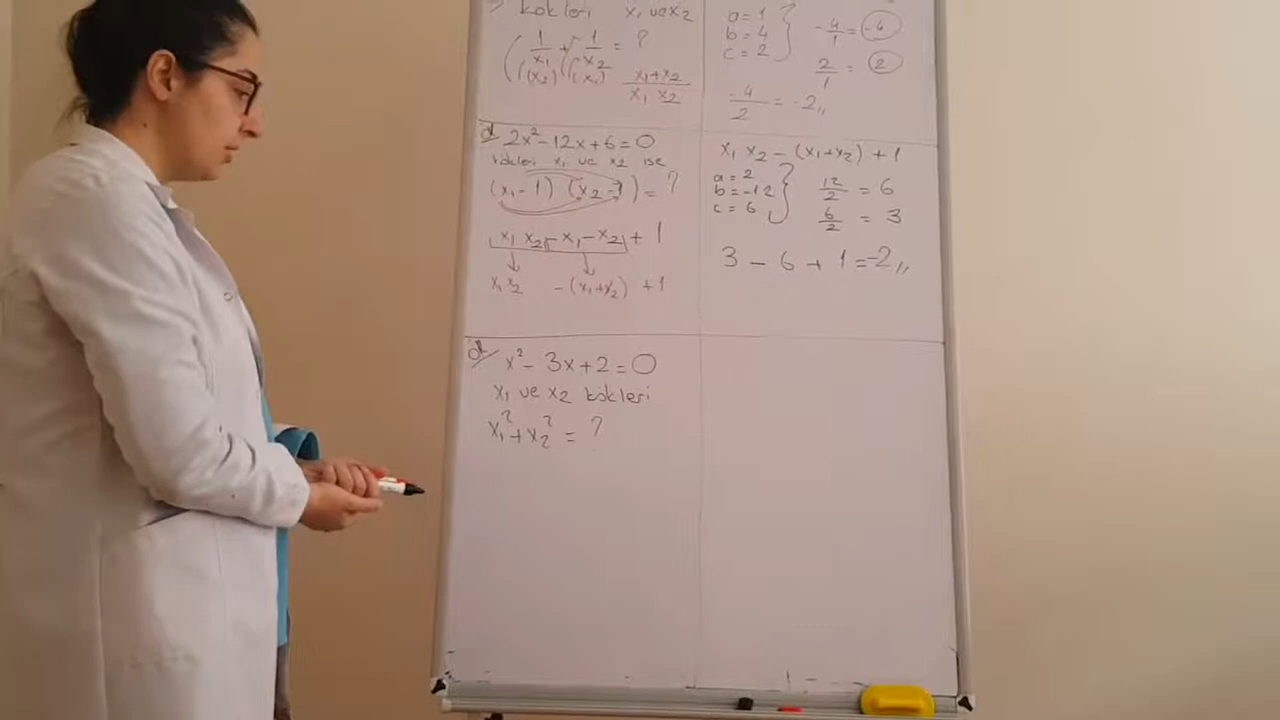 kökleri x₁ ve x₂
1/x₁ + 1/x₂ = ?
(x₂) (x₁)
x₁+x₂ / x₁ x₂
a = 1
b = 4
c = 2
-4/1 = -4
2/1 = 2
-4/2 = -2,,
2x² - 12x + 6 = 0
kökleri x₁ ve x₂ ise
(x₁ - 1) (x₂ - 1) = ?
x₁ x₂ - x₁ - x₂ + 1
x₁ x₂ - (x₁+x₂) + 1
x₁ x₂ - (x₁+x₂) + 1
a = 2
b = -12
c = 6
12/2 = 6
6/2 = 3
3 - 6 + 1 = -2,,
x² - 3x + 2 = 0
x₁ ve x₂ kökleri
x₁² + x₂² = ?